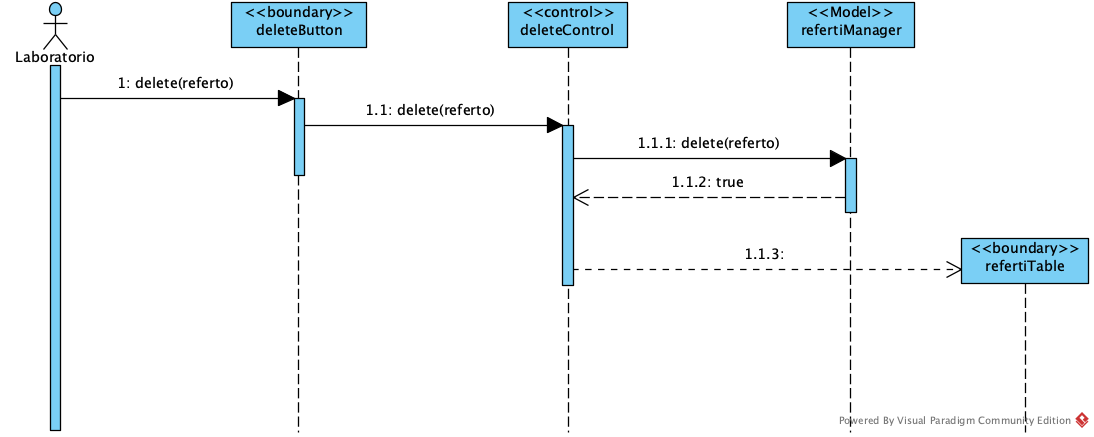 <<boundary>>
deleteButton
<<control>>
deleteControl
<<Model>>
refertiManager
Laboratorio
1: delete(referto)
1.1: delete(referto)
1.1.1: delete(referto)
1.1.2: true
1.1.3:
<<boundary>>
refertiTable
Powered By Visual Paradigm Community Edition